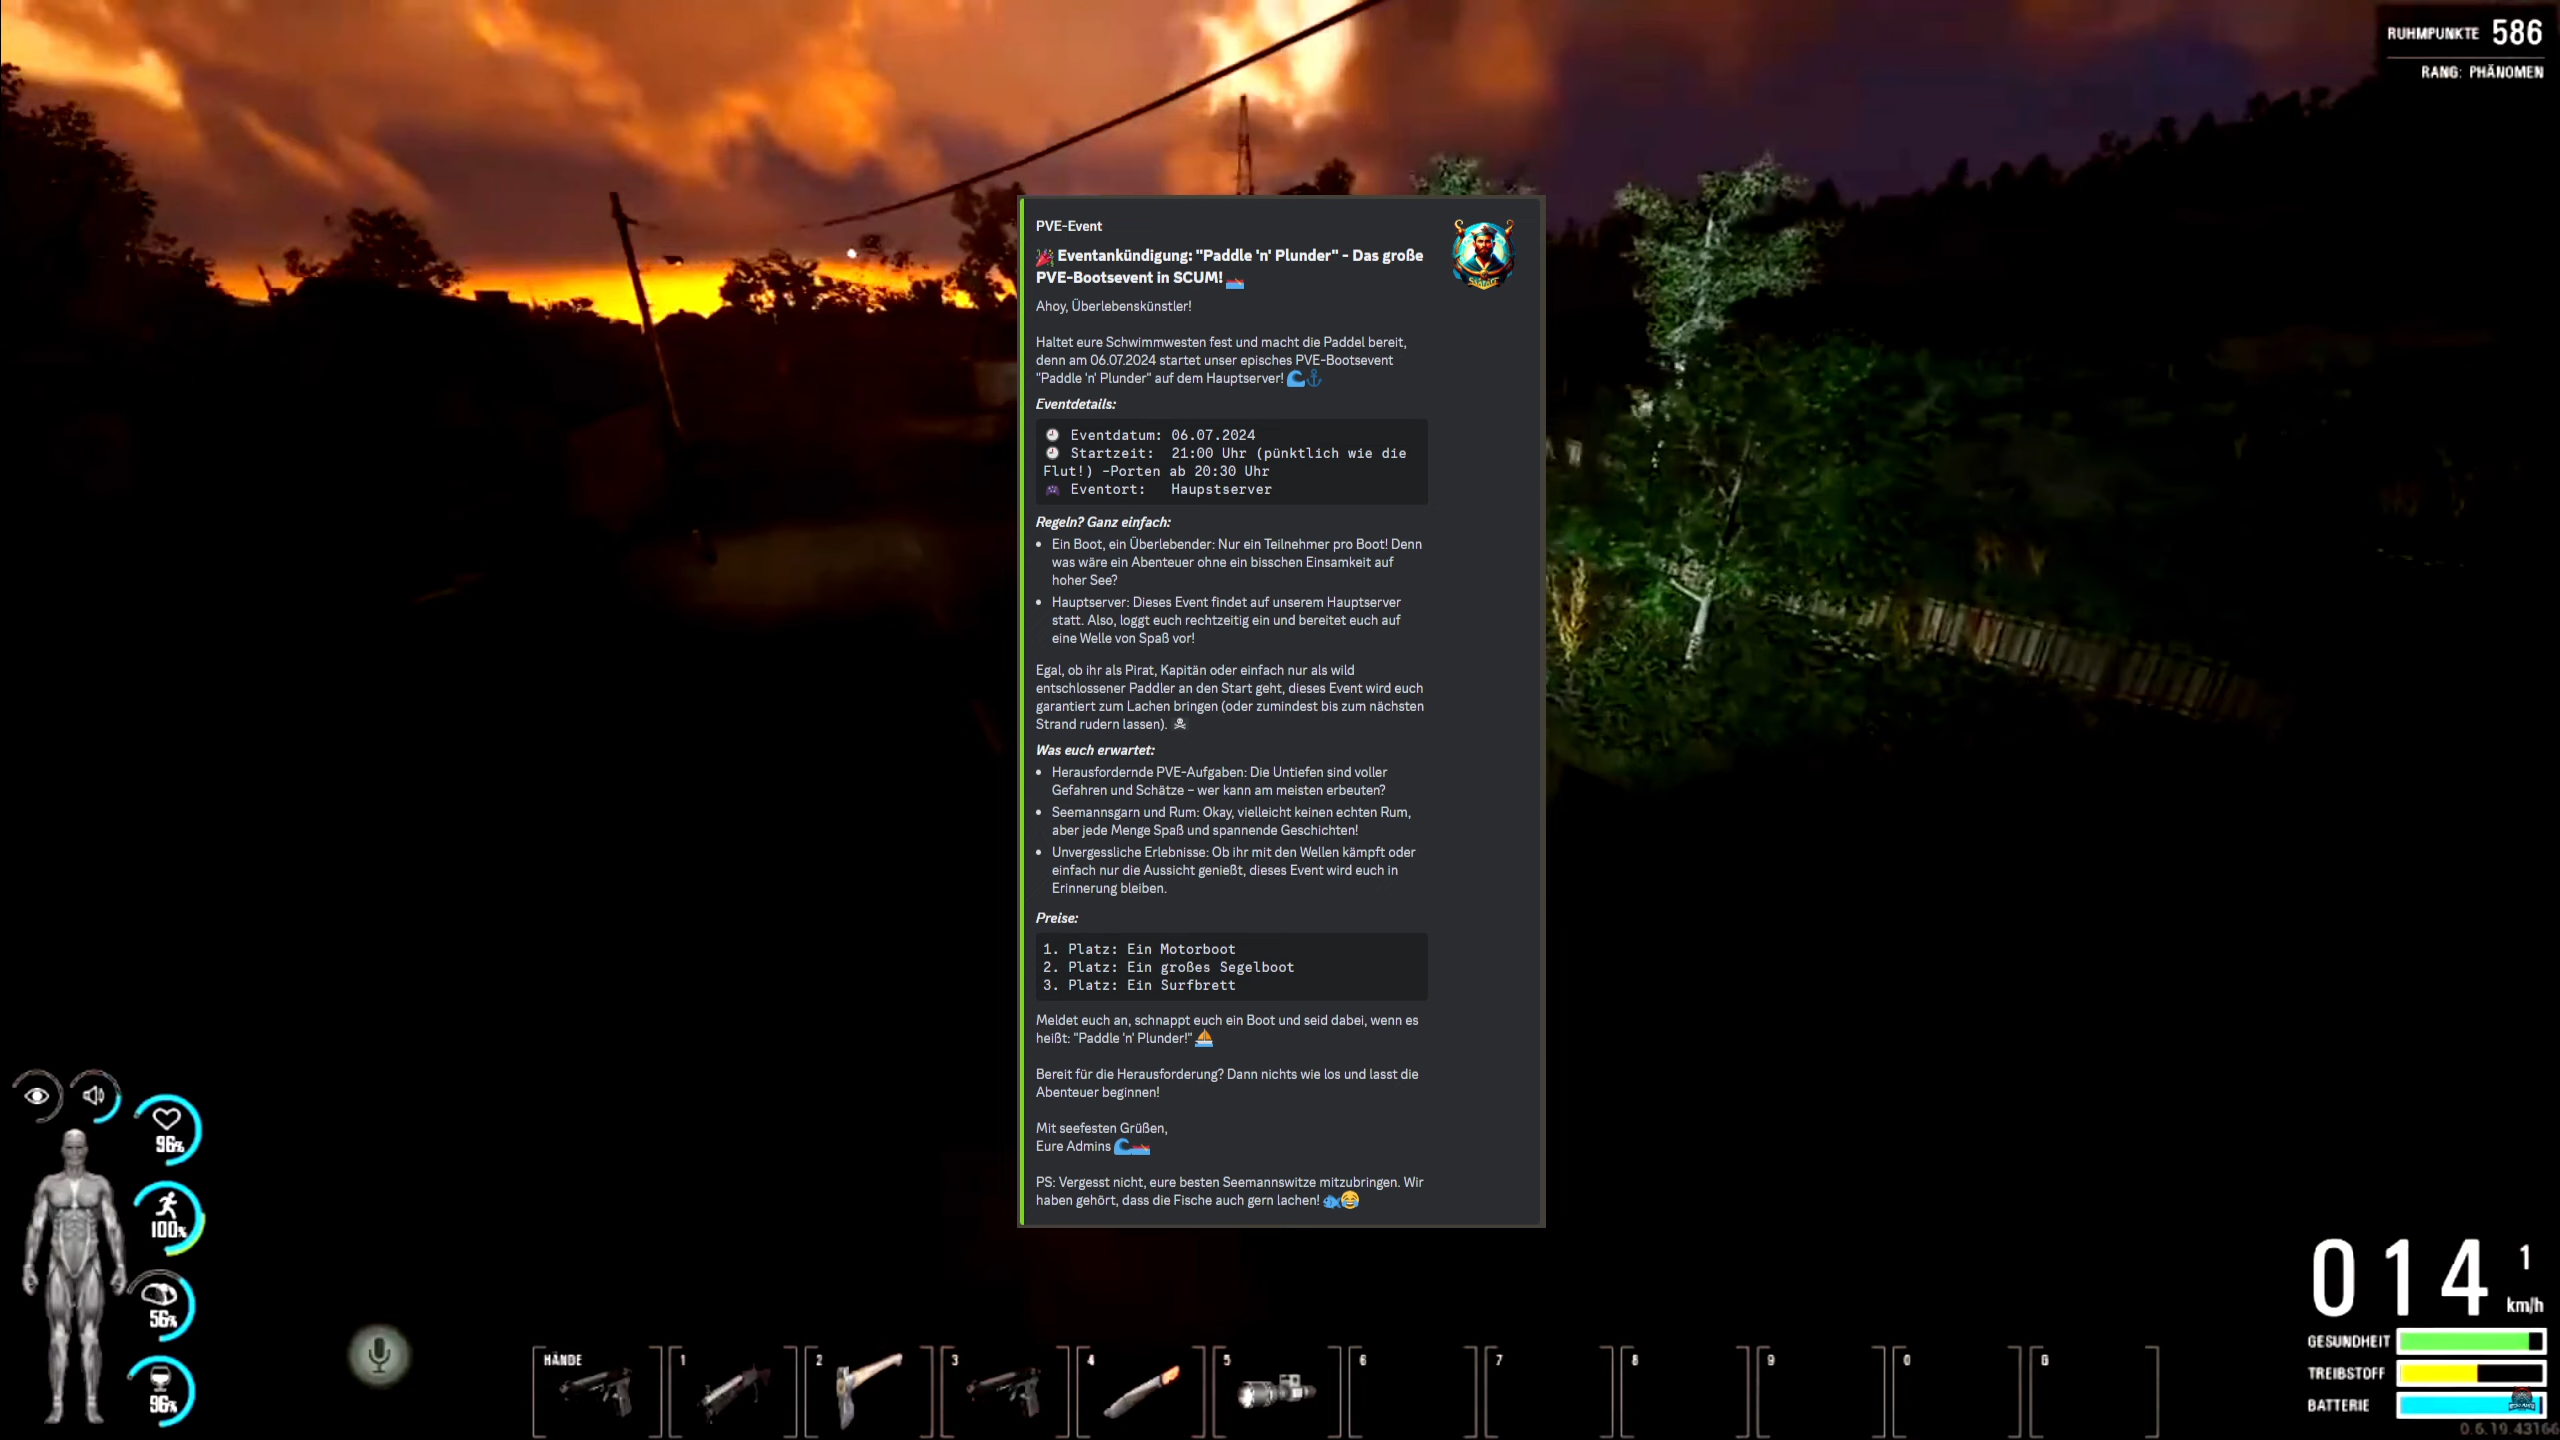 RUHMPUNKTE 586
RANG: PHÄNOMEN
PVE-Event
🎉 Eventankündigung: "Paddle 'n' Plunder" - Das große
PVE-Bootsevent in SCUM! 🚤
Ahoy, Überlebenskünstler!
Haltet eure Schwimmwesten fest und macht die Paddel bereit,
denn am 06.07.2024 startet unser episches PVE-Bootsevent
"Paddle 'n' Plunder" auf dem Hauptserver! 🌊⚓
Eventdetails:
🕘 Eventdatum: 06.07.2024
🕘 Startzeit: 21:00 Uhr (pünktlich wie die
Flut!) -Porten ab 20:30 Uhr
🎮 Eventort: Haupstserver
Regeln? Ganz einfach:
• Ein Boot, ein Überlebender: Nur ein Teilnehmer pro Boot! Denn
was wäre ein Abenteuer ohne ein bisschen Einsamkeit auf
hoher See?
• Hauptserver: Dieses Event findet auf unserem Hauptserver
statt. Also, loggt euch rechtzeitig ein und bereitet euch auf
eine Welle von Spaß vor!
Egal, ob ihr als Pirat, Kapitän oder einfach nur als wild
entschlossener Paddler an den Start geht, dieses Event wird euch
garantiert zum Lachen bringen (oder zumindest bis zum nächsten
Strand rudern lassen). ☠
Was euch erwartet:
• Herausfordernde PVE-Aufgaben: Die Untiefen sind voller
Gefahren und Schätze – wer kann am meisten erbeuten?
• Seemannsgarn und Rum: Okay, vielleicht keinen echten Rum,
aber jede Menge Spaß und spannende Geschichten!
• Unvergessliche Erlebnisse: Ob ihr mit den Wellen kämpft oder
einfach nur die Aussicht genießt, dieses Event wird euch in
Erinnerung bleiben.
Preise:
1. Platz: Ein Motorboot
2. Platz: Ein großes Segelboot
3. Platz: Ein Surfbrett
Meldet euch an, schnappt euch ein Boot und seid dabei, wenn es
heißt: "Paddle 'n' Plunder!" ⛵
Bereit für die Herausforderung? Dann nichts wie los und lasst die
Abenteuer beginnen!
Mit seefesten Grüßen,
Eure Admins 🌊🚤
PS: Vergesst nicht, eure besten Seemannswitze mitzubringen. Wir
haben gehört, dass die Fische auch gern lachen! 🐟😂
96%
100%
56%
96%
HÄNDE 1 2 3 4 5 6 7 8 9 0 0
014 1
km/h
GESUNDHEIT
TREIBSTOFF
BATTERIE
0.6.19.43166